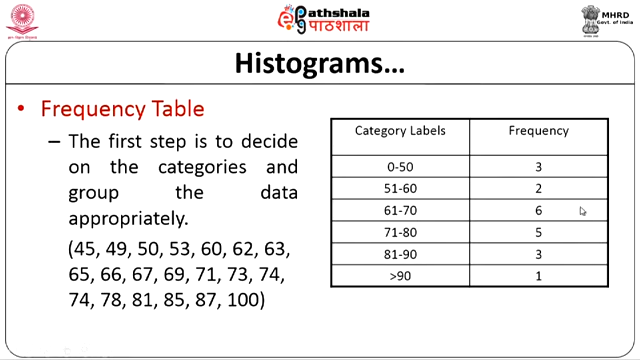 Pathshala
पाठशाला
MHRD
Govt. of India
Histograms...
• Frequency Table
– The first step is to decide
on the categories and
group the data
appropriately.
(45, 49, 50, 53, 60, 62, 63,
65, 66, 67, 69, 71, 73, 74,
74, 78, 81, 85, 87, 100)
Category Labels Frequency
0-50 3
51-60 2
61-70 6
71-80 5
81-90 3
>90 1